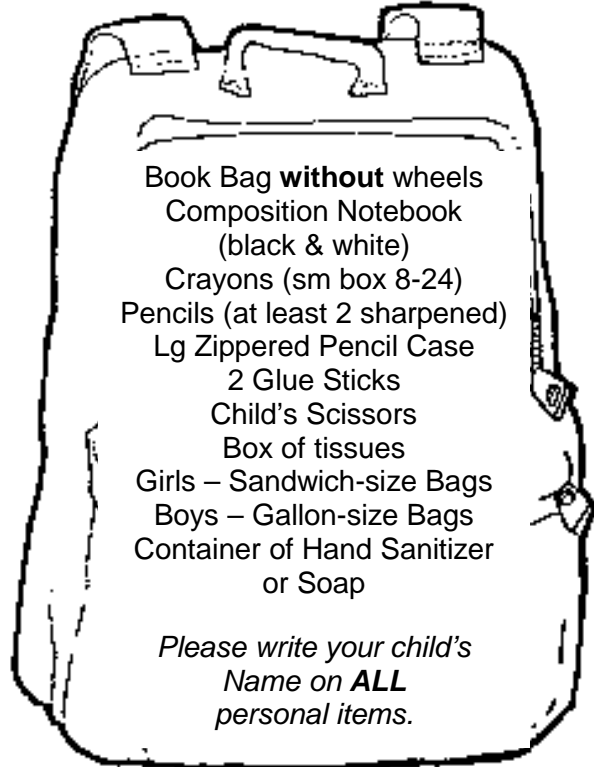 Book Bag without wheels
Composition Notebook
(black & white)
Crayons (sm box 8-24)
Pencils (at least 2 sharpened)
Lg Zippered Pencil Case
2 Glue Sticks
Child's Scissors
Box of tissues
Girls – Sandwich-size Bags
Boys – Gallon-size Bags
Container of Hand Sanitizer
or Soap
Please write your child's
Name on ALL
personal items.